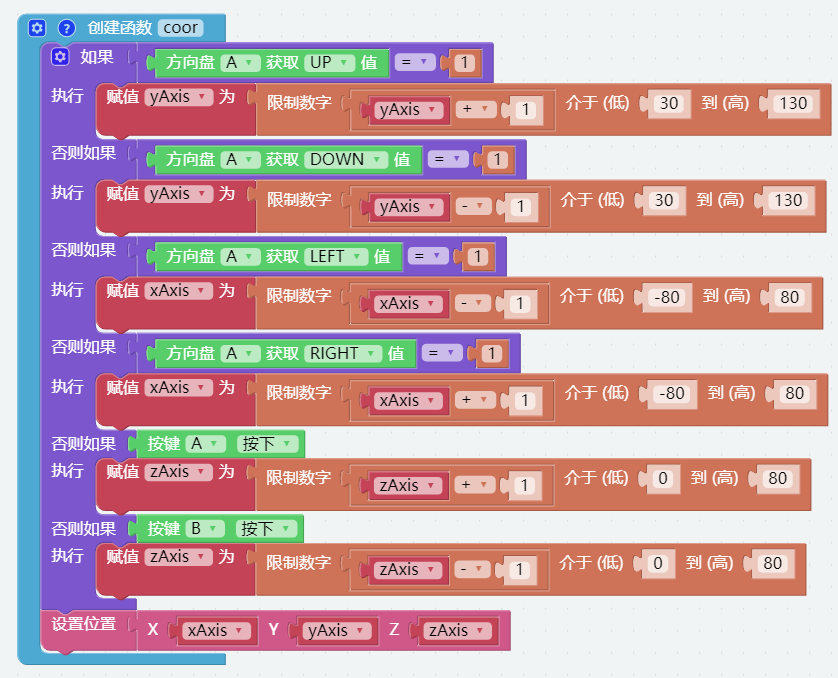 ? 创建函数 coor
如果 方向盘 A 获取 UP 值 = 1
执行 赋值 yAxis 为 限制数字 yAxis + 1 介于 (低) 30 到 (高) 130
否则如果 方向盘 A 获取 DOWN 值 = 1
执行 赋值 yAxis 为 限制数字 yAxis - 1 介于 (低) 30 到 (高) 130
否则如果 方向盘 A 获取 LEFT 值 = 1
执行 赋值 xAxis 为 限制数字 xAxis - 1 介于 (低) -80 到 (高) 80
否则如果 方向盘 A 获取 RIGHT 值 = 1
执行 赋值 xAxis 为 限制数字 xAxis + 1 介于 (低) -80 到 (高) 80
否则如果 按键 A 按下
执行 赋值 zAxis 为 限制数字 zAxis + 1 介于 (低) 0 到 (高) 80
否则如果 按键 B 按下
执行 赋值 zAxis 为 限制数字 zAxis - 1 介于 (低) 0 到 (高) 80
设置位置 X xAxis Y yAxis Z zAxis